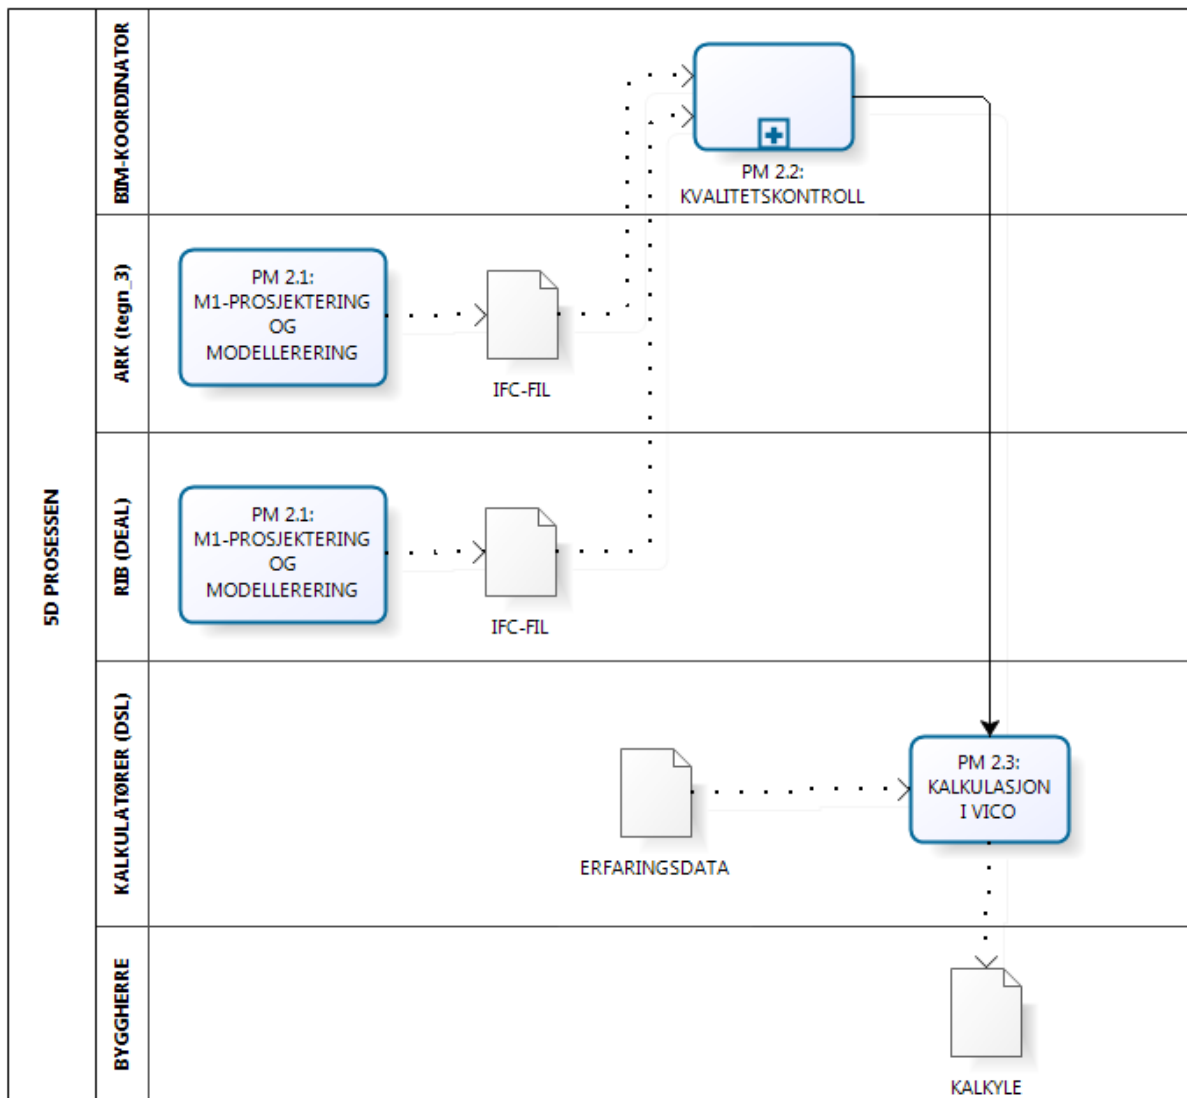 5D PROSESSEN
BIM-KOORDINATOR
PM 2.2:
KVALITETSKONTROLL
ARK (tegn_3)
PM 2.1:
M1-PROSJEKTERING
OG
MODELLERERING
IFC-FIL
RIB (DEAL)
PM 2.1:
M1-PROSJEKTERING
OG
MODELLERERING
IFC-FIL
KALKULATØRER (DSL)
ERFARINGSDATA
PM 2.3:
KALKULASJON
I VICO
BYGGHERRE
KALKYLE